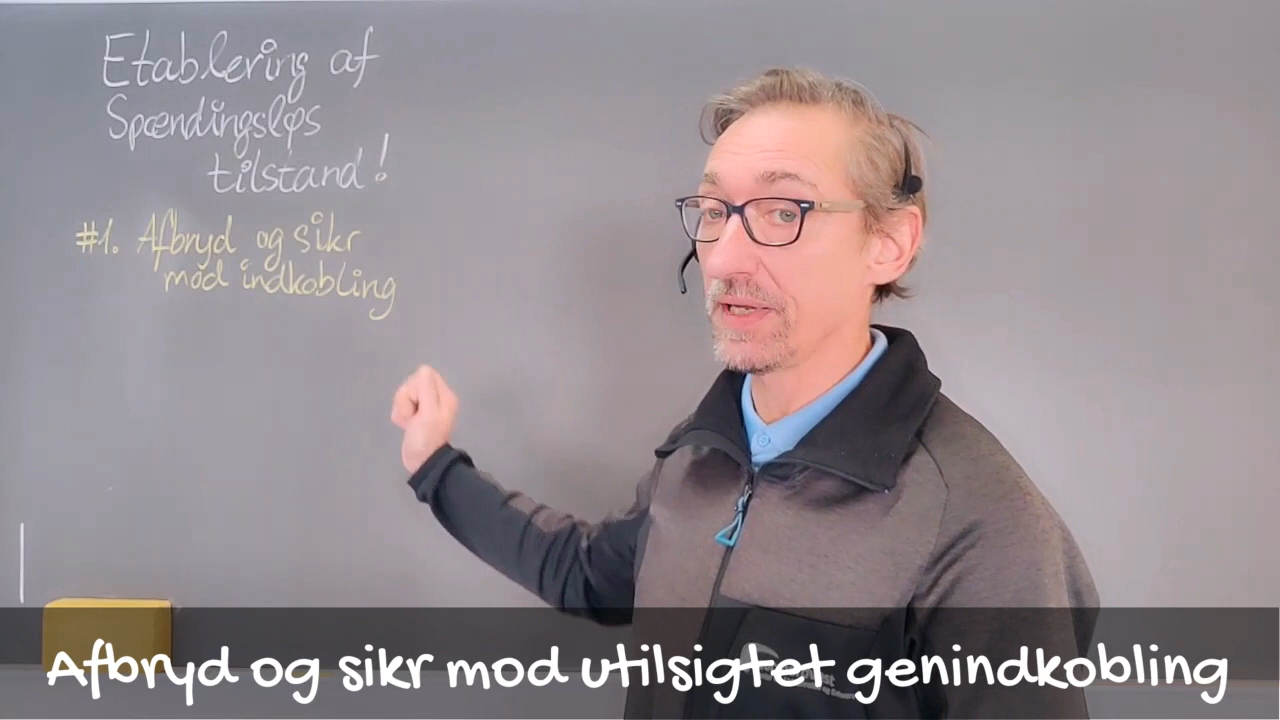 Etablering af
Spændingsløs
tilstand!
#1. Afbryd og sikr
mod indkobling
Afbryd og sikr mod utilsigtet genindkobling